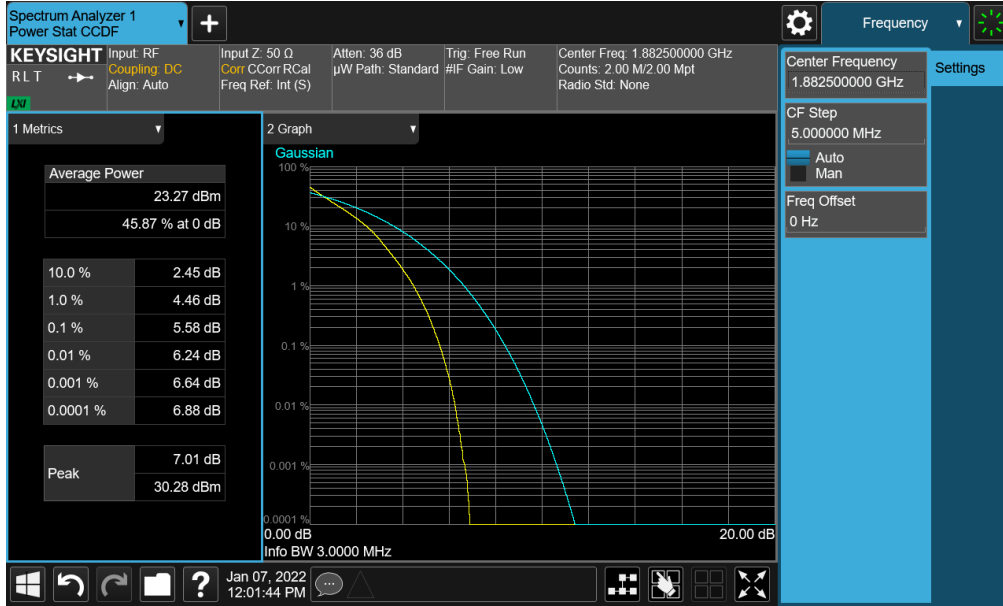 Spectrum Analyzer 1
Power Stat CCDF
Frequency
KEYSIGHT
R L T
LXI
Input: RF
Coupling: DC
Align: Auto
Input Z: 50 Ω
Corr CCorr RCal
Freq Ref: Int (S)
Atten: 36 dB
µW Path: Standard
Trig: Free Run
#IF Gain: Low
Center Freq: 1.882500000 GHz
Counts: 2.00 M/2.00 Mpt
Radio Std: None
Center Frequency
1.882500000 GHz
Settings
CF Step
5.000000 MHz
Auto
Man
Freq Offset
0 Hz
1 Metrics
Average Power
23.27 dBm
45.87 % at 0 dB
10.0 % 2.45 dB
1.0 % 4.46 dB
0.1 % 5.58 dB
0.01 % 6.24 dB
0.001 % 6.64 dB
0.0001 % 6.88 dB
Peak 7.01 dB
30.28 dBm
2 Graph
Gaussian
100 %
10 %
1 %
0.1 %
0.01 %
0.001 %
0.0001 %
0.00 dB 20.00 dB
Info BW 3.0000 MHz
?
Jan 07, 2022
12:01:44 PM